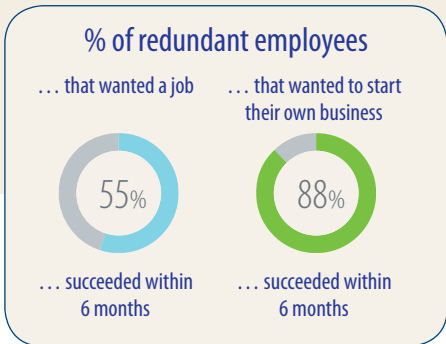 % of redundant employees
… that wanted a job
… that wanted to start
their own business
55%
88%
… succeeded within
6 months
… succeeded within
6 months